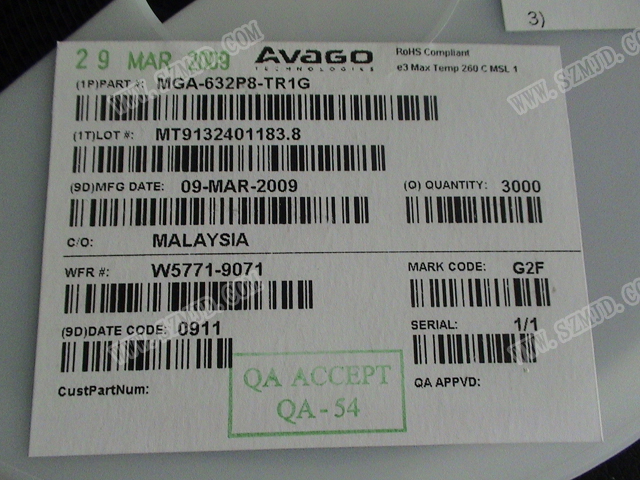 3)
29 MAR 2009
AVAGO
TECHNOLOGIES
RoHS Compliant
e3 Max Temp 260 C MSL 1
(1P)PART #: MGA-632P8-TR1G
(1T)LOT #: MT9132401183.8
(9D)MFG DATE: 09-MAR-2009
(Q) QUANTITY: 3000
C/O: MALAYSIA
WFR #: W5771-9071
MARK CODE: G2F
(9D)DATE CODE: 0911
SERIAL: 1/1
CustPartNum:
QA APPVD:
QA ACCEPT
QA-54
WWW.SZMJD.COM
WWW.SZMJD.COM
WWW.SZMJD.COM
WWW.SZMJD.COM